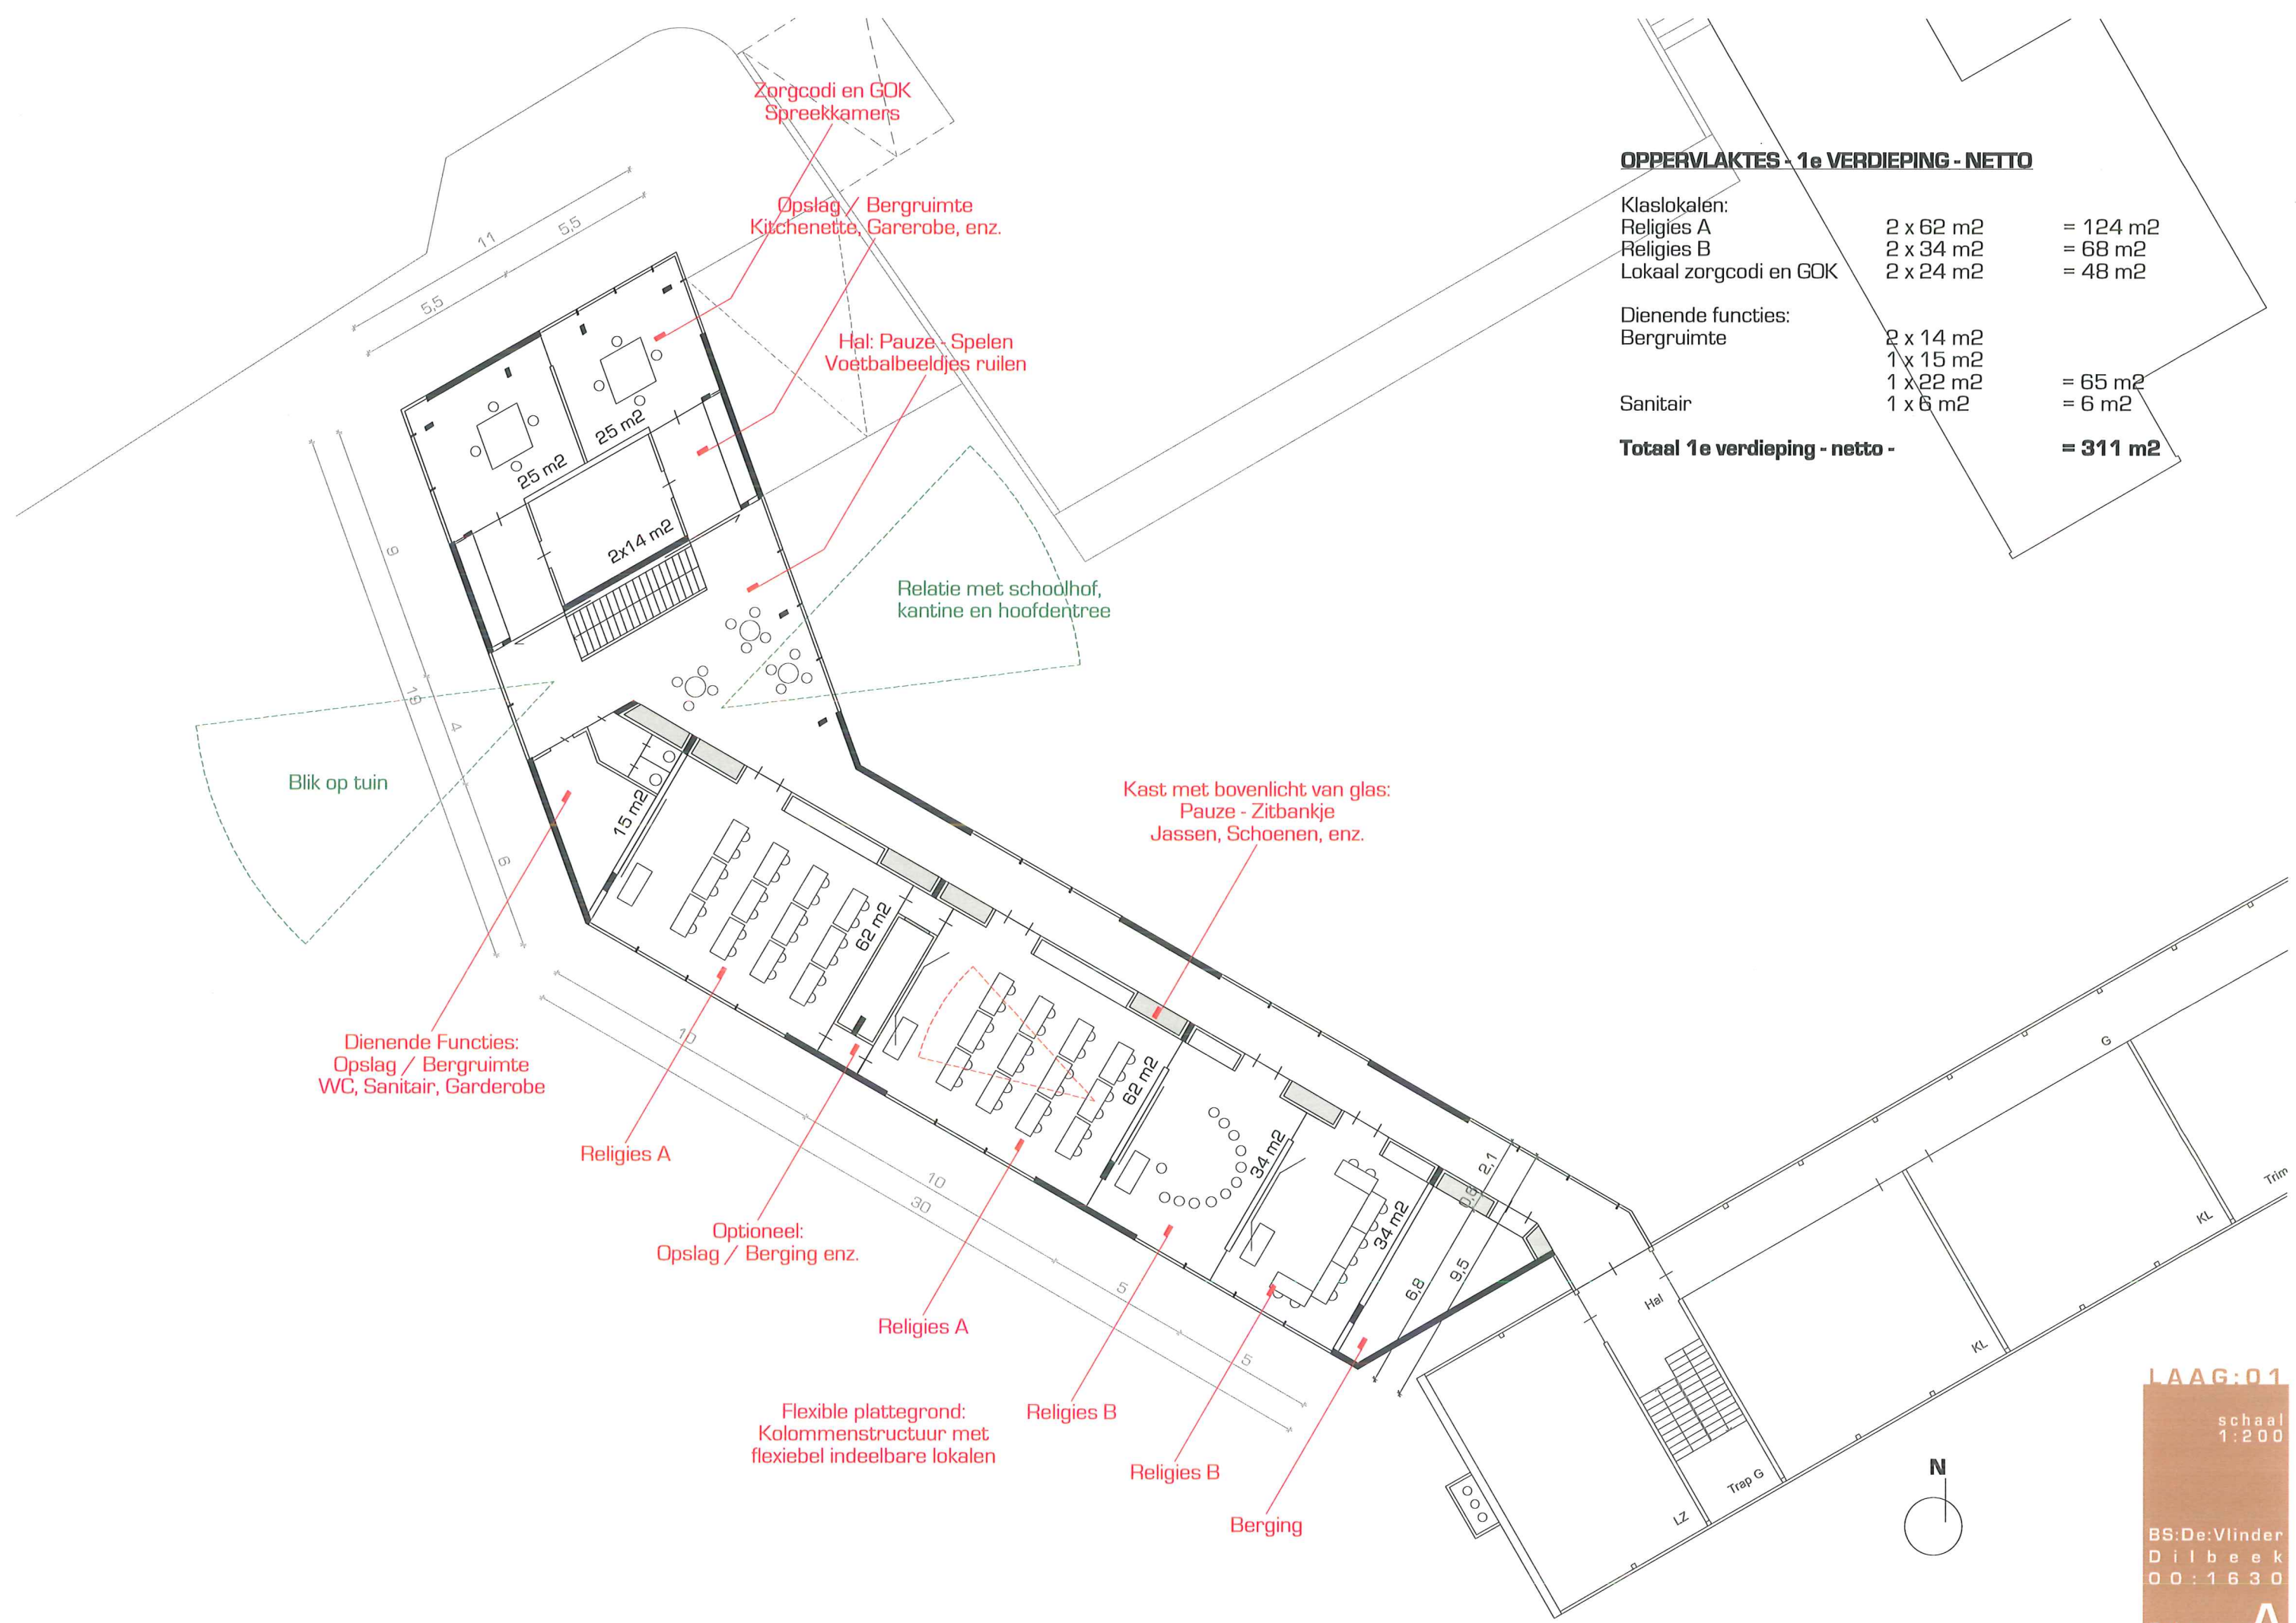 Zorgcodi en GOK
Spreekkamers
Opslag / Bergruimte
Kitchenette, Garerobe, enz.
Hal: Pauze - Spelen
Voetbalbeeldjes ruilen
OPPERVLAKTES - 1e VERDIEPING - NETTO
Klaslokalen:
Religies A 2 x 62 m2 = 124 m2
Religies B 2 x 34 m2 = 68 m2
Lokaal zorgcodi en GOK 2 x 24 m2 = 48 m2
Dienende functies:
Bergruimte 2 x 14 m2
1 x 15 m2
1 x 22 m2 = 65 m2
Sanitair 1 x 6 m2 = 6 m2
Totaal 1e verdieping - netto - = 311 m2
11
5,5
5,5
25 m2
25 m2
2x14 m2
9
19
4
6
Relatie met schoolhof,
kantine en hoofdentree
Blik op tuin
15 m2
62 m2
62 m2
34 m2
34 m2
Kast met bovenlicht van glas:
Pauze - Zitbankje
Jassen, Schoenen, enz.
Dienende Functies:
Opslag / Bergruimte
WC, Sanitair, Garderobe
Religies A
Optioneel:
Opslag / Berging enz.
Religies A
Flexible plattegrond:
Kolommenstructuur met
flexiebel indeelbare lokalen
Religies B
Religies B
Berging
10
10
30
5
5
2,1
0,6
6,8
9,5
Hal
Trap G
LZ
KL
KL
G
Trim
N
LAAG:01
schaal
1:200
BS:De:Vlinder
Dilbeek
00:1630
A